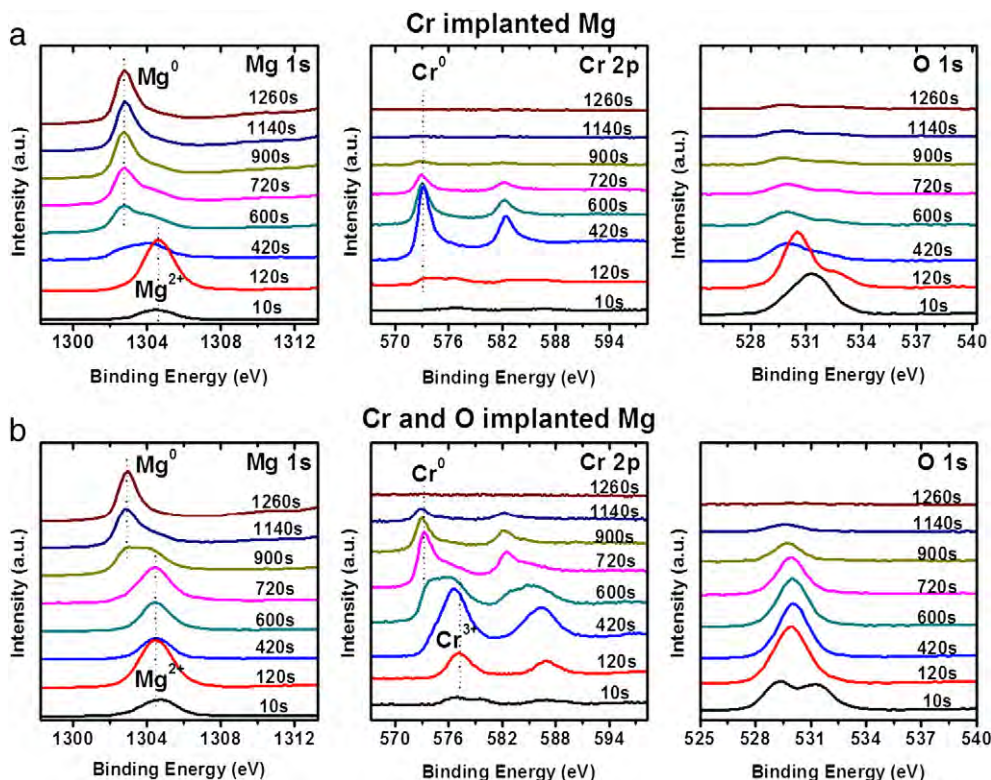 a
Cr implanted Mg
Intensity (a.u.)
Mg⁰
Mg 1s
1260s
1140s
900s
720s
600s
420s
120s
Mg²⁺
10s
1300 1304 1308 1312
Binding Energy (eV)
Intensity (a.u.)
Cr⁰
Cr 2p
1260s
1140s
900s
720s
600s
420s
120s
10s
570 576 582 588 594
Binding Energy (eV)
Intensity (a.u.)
O 1s
1260s
1140s
900s
720s
600s
420s
120s
10s
528 531 534 537 540
Binding Energy (eV)
b
Cr and O implanted Mg
Intensity (a.u.)
Mg⁰
Mg 1s
1260s
1140s
900s
720s
600s
420s
Mg²⁺
120s
10s
1300 1304 1308 1312
Binding Energy (eV)
Intensity (a.u.)
Cr⁰
Cr 2p
1260s
1140s
900s
720s
600s
420s
Cr³⁺
120s
10s
570 576 582 588 594
Binding Energy (eV)
Intensity (a.u.)
O 1s
1260s
1140s
900s
720s
600s
420s
120s
10s
525 528 531 534 537 540
Binding Energy (eV)